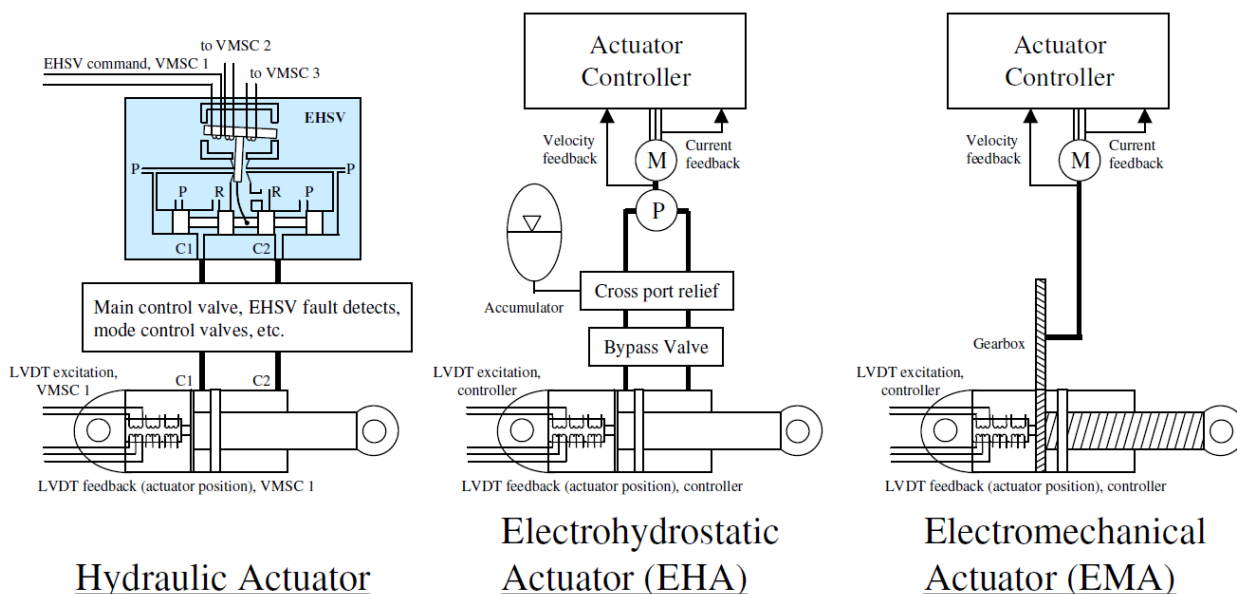 to VMSC 2
EHSV command, VMSC 1
to VMSC 3
EHSV
P
P
P
R
R
P
C1
C2
Main control valve, EHSV fault detects,
mode control valves, etc.
LVDT excitation,
VMSC 1
C1
C2
LVDT feedback (actuator position), VMSC 1
Hydraulic Actuator
Actuator
Controller
Velocity
feedback
Current
feedback
M
P
Accumulator
Cross port relief
Bypass Valve
LVDT excitation,
controller
LVDT feedback (actuator position), controller
Electrohydrostatic
Actuator (EHA)
Actuator
Controller
Velocity
feedback
Current
feedback
M
Gearbox
LVDT excitation,
controller
LVDT feedback (actuator position), controller
Electromechanical
Actuator (EMA)